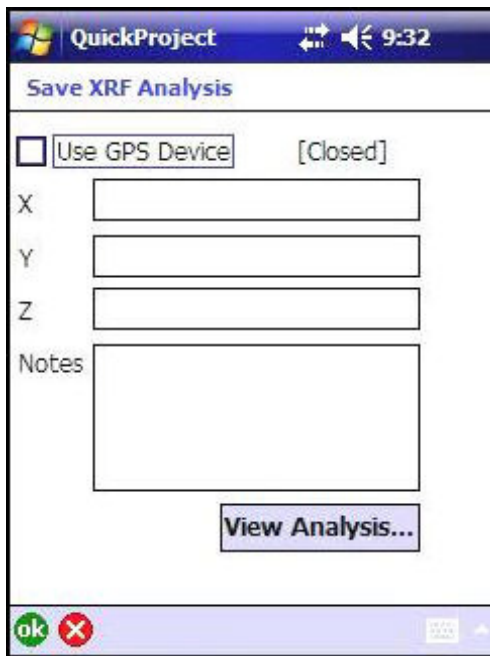 QuickProject 9:32
Save XRF Analysis
Use GPS Device [Closed]
X
Y
Z
Notes
View Analysis...
ok